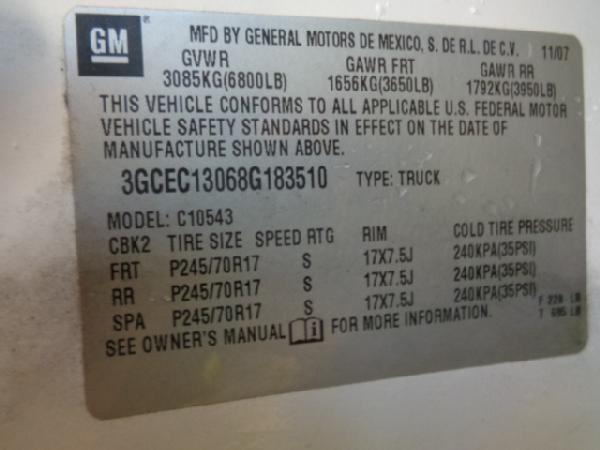 GM
MFD BY GENERAL MOTORS DE MEXICO, S. DE R.L. DE C.V. 11/07
GVWR GAWR FRT GAWR RR
3085KG(6800LB) 1656KG(3650LB) 1792KG(3950LB)
THIS VEHICLE CONFORMS TO ALL APPLICABLE U.S. FEDERAL MOTOR
VEHICLE SAFETY STANDARDS IN EFFECT ON THE DATE OF
MANUFACTURE SHOWN ABOVE.
3GCEC13068G183510 TYPE: TRUCK
MODEL: C10543
CBK2 TIRE SIZE SPEED RTG RIM COLD TIRE PRESSURE
FRT P245/70R17 S 17X7.5J 240KPA(35PSI)
RR P245/70R17 S 17X7.5J 240KPA(35PSI)
SPA P245/70R17 S 17X7.5J 240KPA(35PSI)
F 228 LB
T 695 LB
SEE OWNER'S MANUAL FOR MORE INFORMATION.